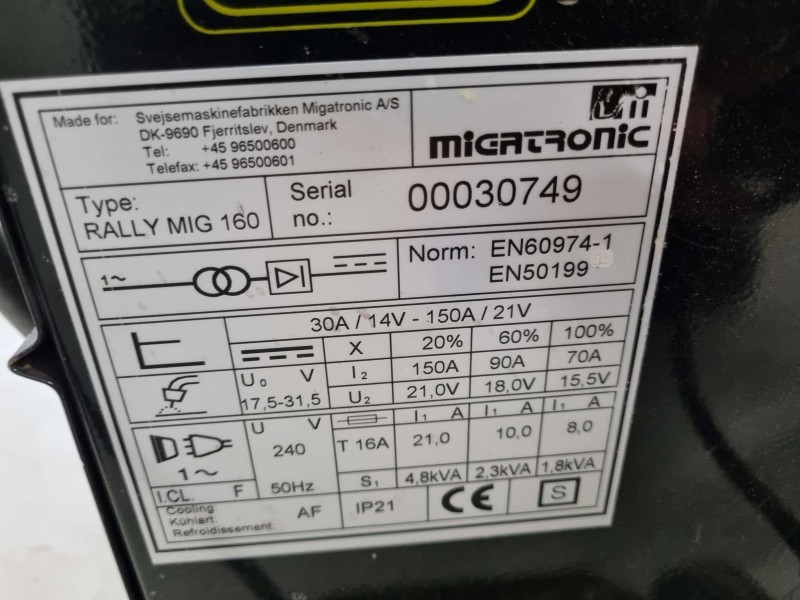 Made for: Svejsemaskinefabrikken Migatronic A/S
DK-9690 Fjerritslev, Denmark
Tel: +45 96500600
Telefax: +45 96500601
MIGATRONIC
Type:
RALLY MIG 160
Serial
no.:
00030749
1~
Norm: EN60974-1
EN50199
30A / 14V - 150A / 21V
X 20% 60% 100%
I₂ 150A 90A 70A
U₀ V
17,5-31,5
U₂ 21,0V 18,0V 15,5V
1~
U V
240
50Hz
T 16A
I₁ A I₁ A I₁ A
21,0 10,0 8,0
S₁ 4,8kVA 2,3kVA 1,8kVA
I.CL. F
Cooling:
Kühlart:
Refroidissement:
AF
IP21
CE
S